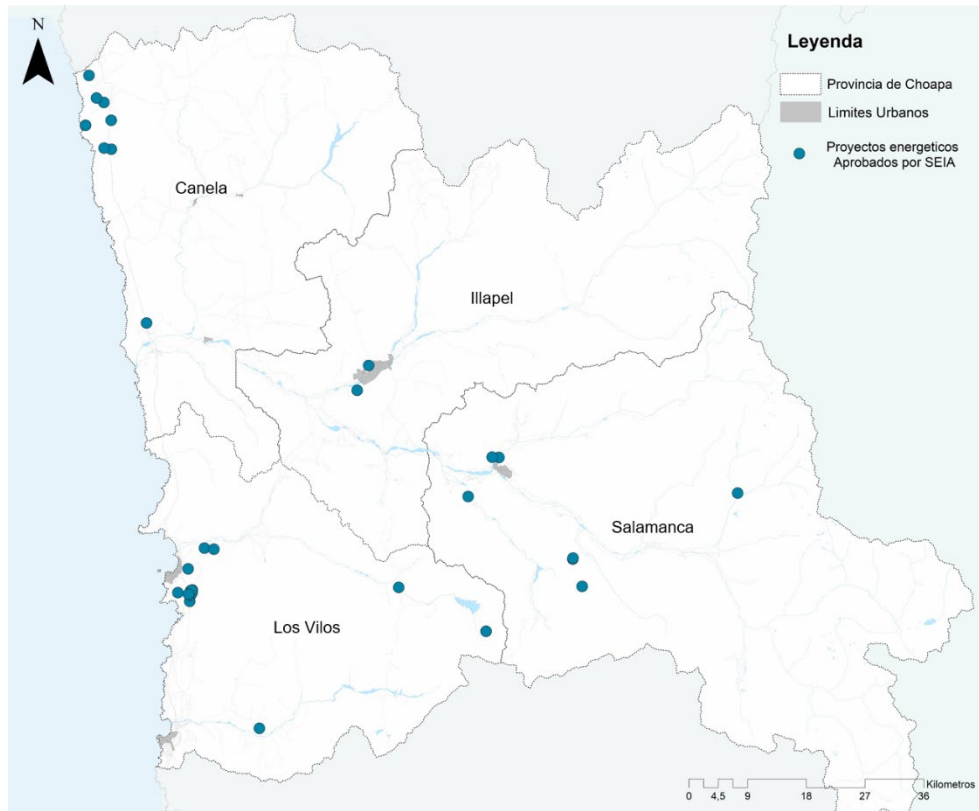 N
Leyenda
Provincia de Choapa
Limites Urbanos
Proyectos energeticos
Aprobados por SEIA
Canela
Illapel
Salamanca
Los Vilos
Kilometros
0 4,5 9 18 27 36